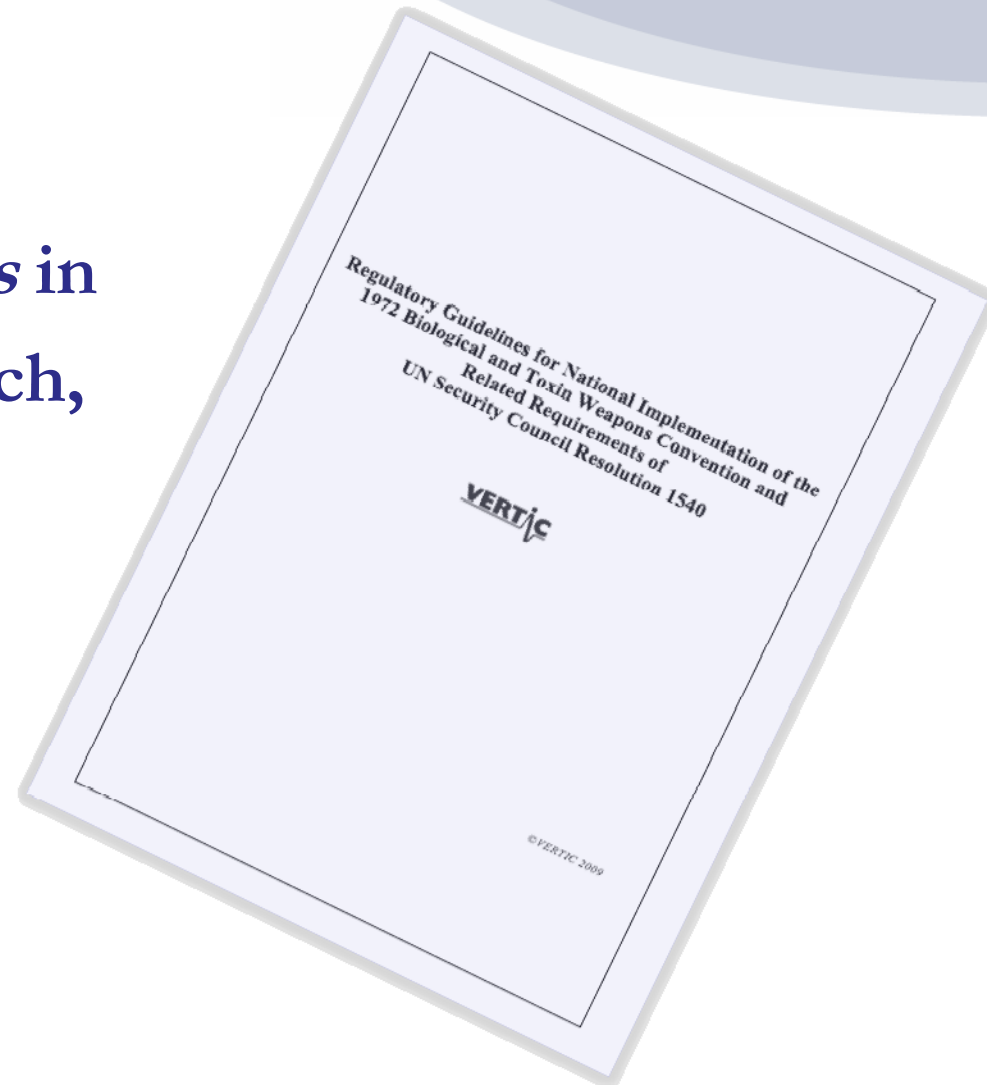 s in
ch,
Regulatory Guidelines for National Implementation of the
1972 Biological and Toxin Weapons Convention and
Related Requirements of
UN Security Council Resolution 1540
VERTIC
©VERTIC 2009